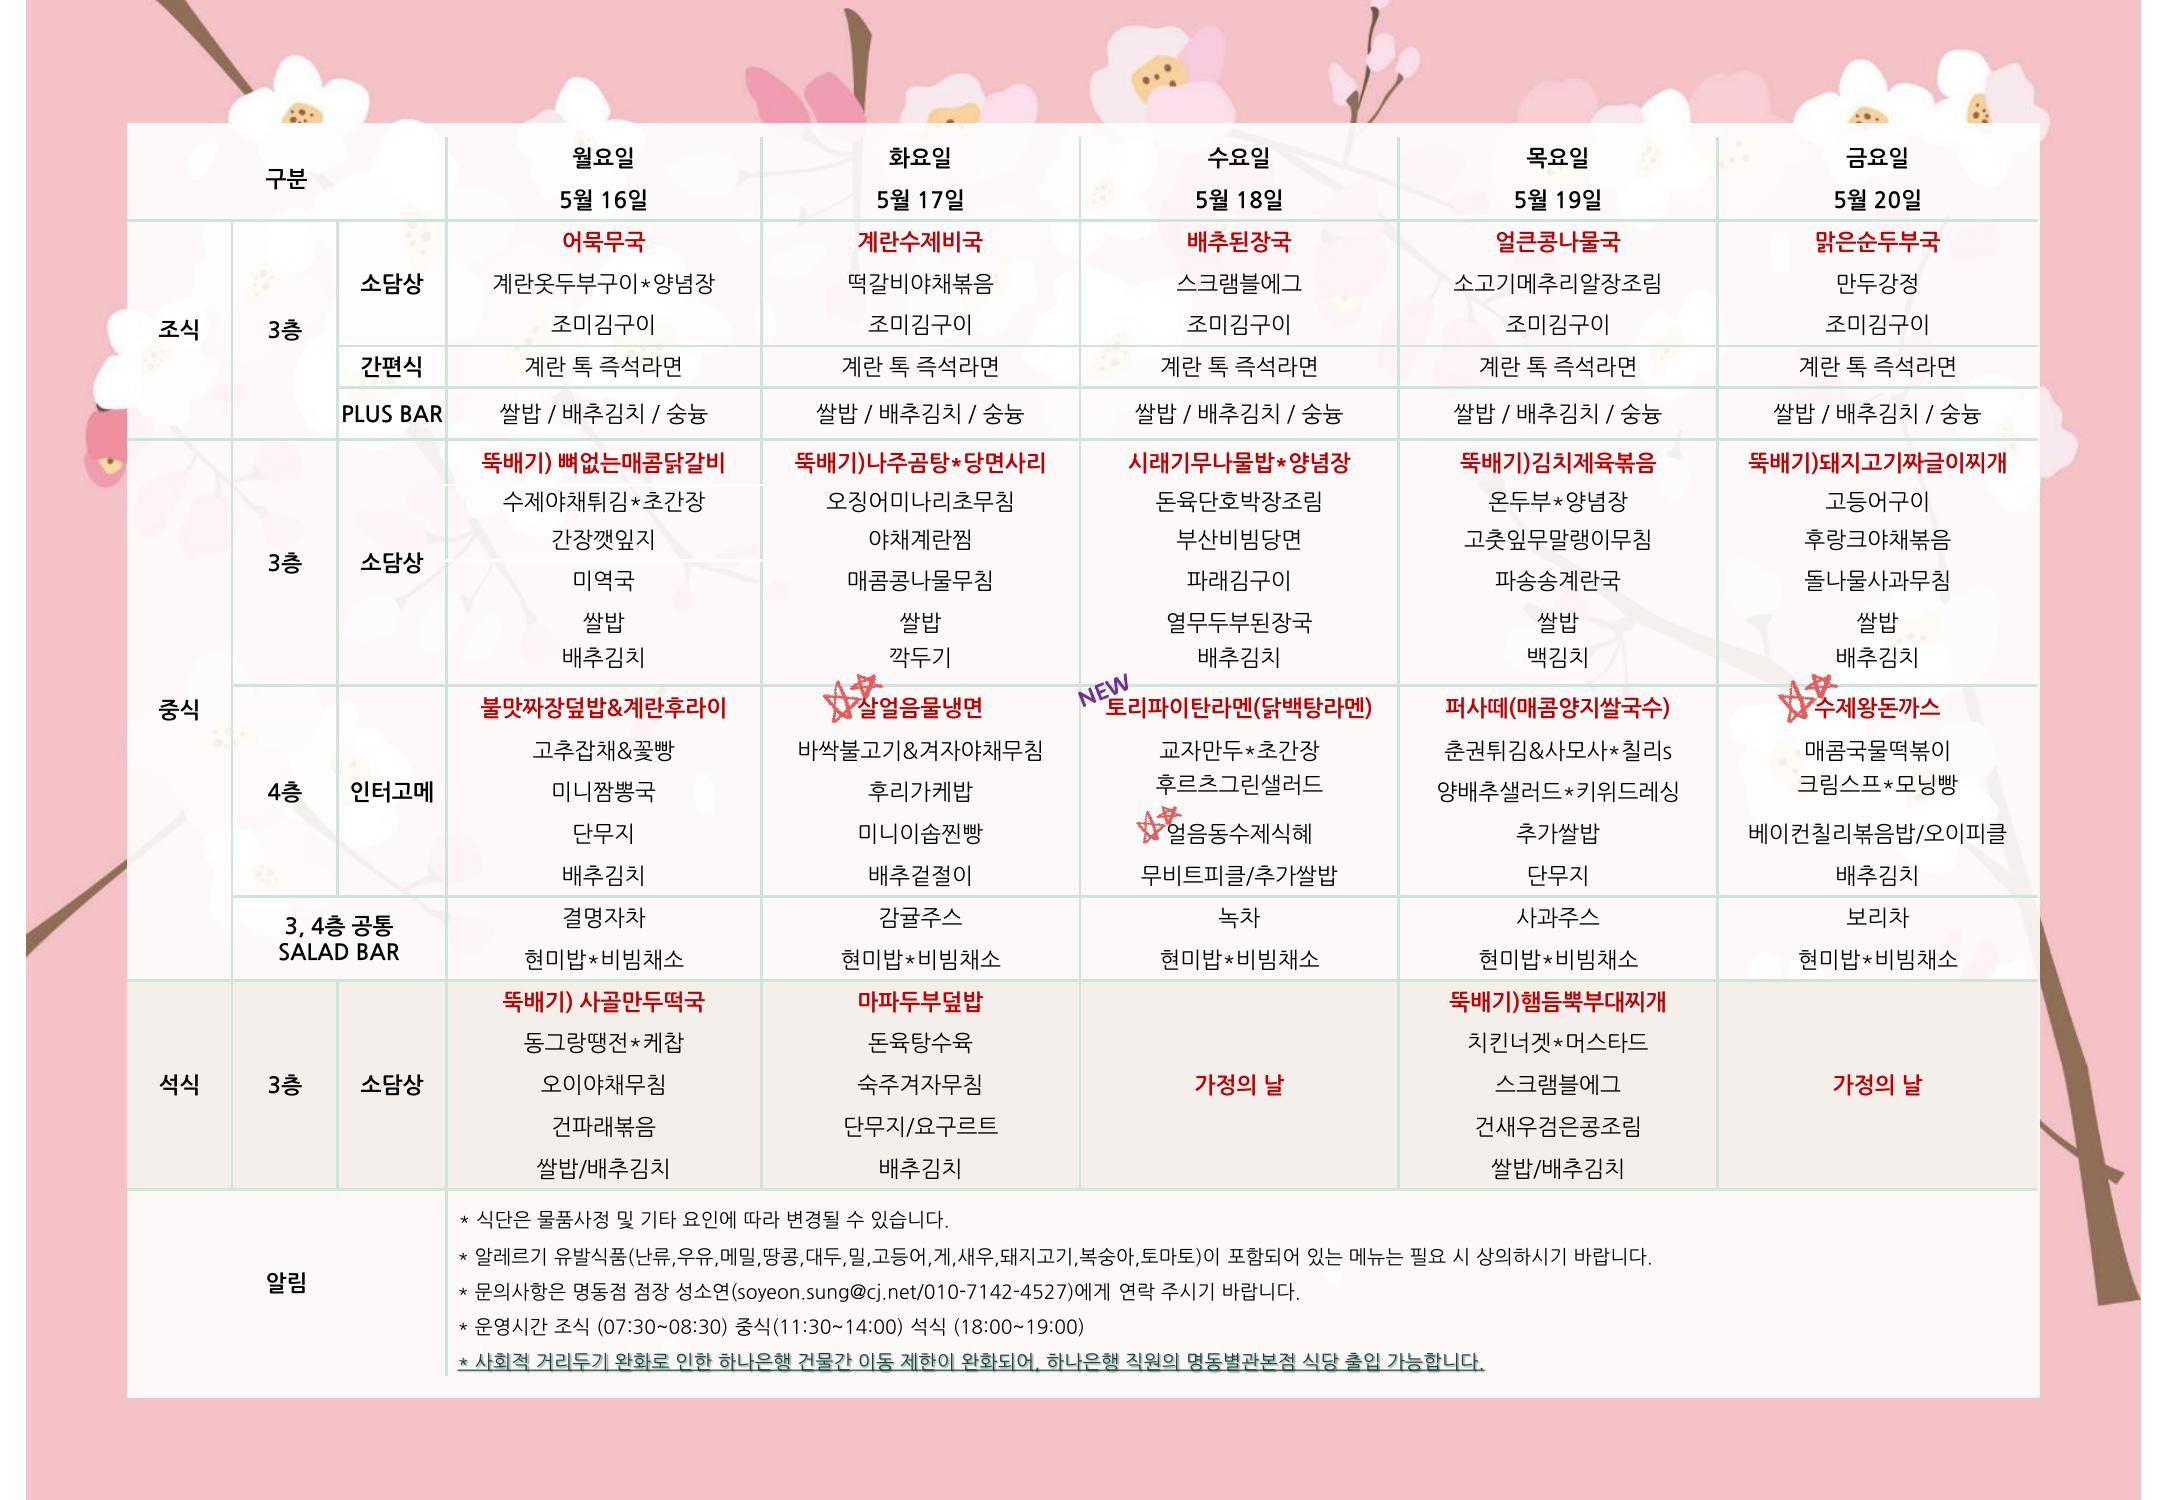 구분 월요일 화요일 수요일 목요일 금요일
5월 16일 5월 17일 5월 18일 5월 19일 5월 20일
조식 3층 소담상 어묵무국 계란수제비국 배추된장국 얼큰콩나물국 맑은순두부국
계란옷두부구이*양념장 떡갈비야채볶음 스크램블에그 소고기메추리알장조림 만두강정
조미김구이 조미김구이 조미김구이 조미김구이 조미김구이
간편식 계란 톡 즉석라면 계란 톡 즉석라면 계란 톡 즉석라면 계란 톡 즉석라면 계란 톡 즉석라면
PLUS BAR 쌀밥 / 배추김치 / 숭늉 쌀밥 / 배추김치 / 숭늉 쌀밥 / 배추김치 / 숭늉 쌀밥 / 배추김치 / 숭늉 쌀밥 / 배추김치 / 숭늉
중식 3층 소담상 뚝배기) 뼈없는매콤닭갈비 뚝배기)나주곰탕*당면사리 시래기무나물밥*양념장 뚝배기)김치제육볶음 뚝배기)돼지고기짜글이찌개
수제야채튀김*초간장 오징어미나리초무침 돈육단호박장조림 온두부*양념장 고등어구이
간장깻잎지 야채계란찜 부산비빔당면 고춧잎무말랭이무침 후랑크야채볶음
미역국 매콤콩나물무침 파래김구이 파송송계란국 돌나물사과무침
쌀밥 쌀밥 열무두부된장국 쌀밥 쌀밥
배추김치 깍두기 배추김치 백김치 배추김치
4층 인터고메 불맛짜장덮밥&계란후라이 살얼음물냉면 NEW 토리파이탄라멘(닭백탕라멘) 퍼사떼(매콤양지쌀국수) 수제왕돈까스
고추잡채&꽃빵 바싹불고기&겨자야채무침 교자만두*초간장 춘권튀김&사모사*칠리s 매콤국물떡볶이
미니짬뽕국 후리가케밥 후르츠그린샐러드 양배추샐러드*키위드레싱 크림스프*모닝빵
단무지 미니이솝찐빵 얼음동수제식혜 추가쌀밥 베이컨칠리볶음밥/오이피클
배추김치 배추겉절이 무비트피클/추가쌀밥 단무지 배추김치
3, 4층 공통
SALAD BAR
결명자차 감귤주스 녹차 사과주스 보리차
현미밥*비빔채소 현미밥*비빔채소 현미밥*비빔채소 현미밥*비빔채소 현미밥*비빔채소
석식 3층 소담상 뚝배기) 사골만두떡국 마파두부덮밥 가정의 날 뚝배기)햄듬뿍부대찌개 가정의 날
동그랑땡전*케찹 돈육탕수육 치킨너겟*머스타드
오이야채무침 숙주겨자무침 스크램블에그
건파래볶음 단무지/요구르트 건새우검은콩조림
쌀밥/배추김치 배추김치 쌀밥/배추김치
알림
* 식단은 물품사정 및 기타 요인에 따라 변경될 수 있습니다.
* 알레르기 유발식품(난류,우유,메밀,땅콩,대두,밀,고등어,게,새우,돼지고기,복숭아,토마토)이 포함되어 있는 메뉴는 필요 시 상의하시기 바랍니다.
* 문의사항은 명동점 점장 성소연(soyeon.sung@cj.net/010-7142-4527)에게 연락 주시기 바랍니다.
* 운영시간 조식 (07:30~08:30) 중식(11:30~14:00) 석식 (18:00~19:00)
* 사회적 거리두기 완화로 인한 하나은행 건물간 이동 제한이 완화되어, 하나은행 직원의 명동별관본점 식당 출입 가능합니다.